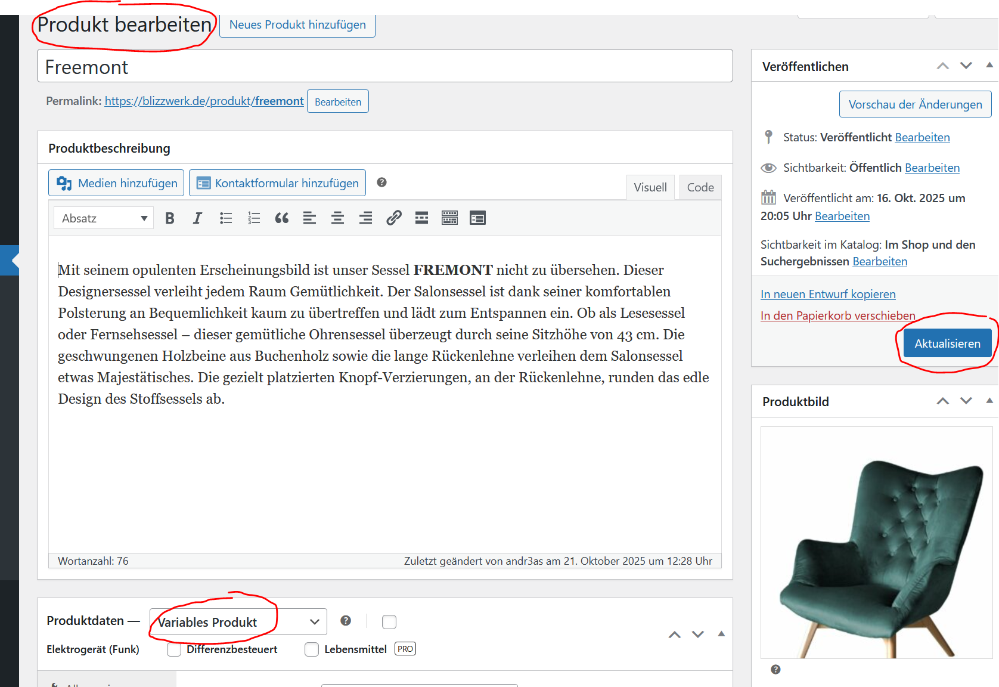 Produkt bearbeiten
Neues Produkt hinzufügen
Freemont
Permalink: https://blizzwerk.de/produkt/freemont Bearbeiten
Produktbeschreibung
Medien hinzufügen
Kontaktformular hinzufügen
Visuell
Code
Absatz
Mit seinem opulenten Erscheinungsbild ist unser Sessel FREMONT nicht zu übersehen. Dieser
Designersessel verleiht jedem Raum Gemütlichkeit. Der Salonsessel ist dank seiner komfortablen
Polsterung an Bequemlichkeit kaum zu übertreffen und lädt zum Entspannen ein. Ob als Lesesessel
oder Fernsehsessel – dieser gemütliche Ohrensessel überzeugt durch seine Sitzhöhe von 43 cm. Die
geschwungenen Holzbeine aus Buchenholz sowie die lange Rückenlehne verleihen dem Salonsessel
etwas Majestätisches. Die gezielt platzierten Knopf-Verzierungen, an der Rückenlehne, runden das edle
Design des Stoffsessels ab.
Wortanzahl: 76
Zuletzt geändert von andr3as am 21. Oktober 2025 um 12:28 Uhr
Produktdaten —
Variables Produkt
Elektrogerät (Funk)
Differenzbesteuert
Lebensmittel PRO
Veröffentlichen
Vorschau der Änderungen
Status: Veröffentlicht Bearbeiten
Sichtbarkeit: Öffentlich Bearbeiten
Veröffentlicht am: 16. Okt. 2025 um
20:05 Uhr Bearbeiten
Sichtbarkeit im Katalog: Im Shop und den
Suchergebnissen Bearbeiten
In neuen Entwurf kopieren
In den Papierkorb verschieben
Aktualisieren
Produktbild